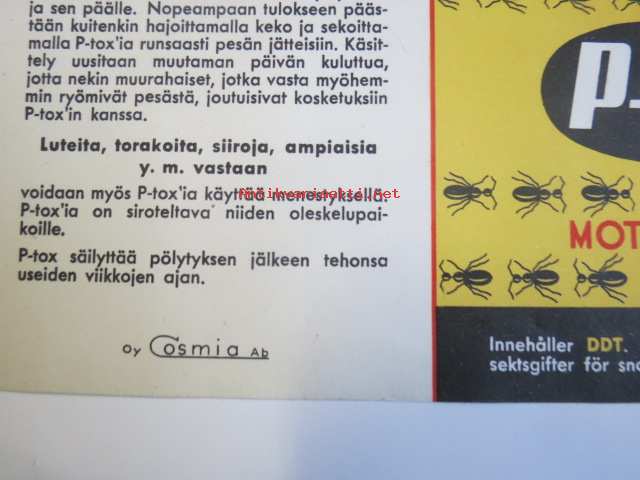 ja sen päälle. Nopeampaan tulokseen pääs-
tään kuitenkin hajoittamalla keko ja sekoitta-
malla P-tox'ia runsaasti pesän jätteisiin. Käsit-
tely uusitaan muutaman päivän kuluttua,
jotta nekin muurahaiset, jotka vasta myöhem-
min ryömivät pesästä, joutuisivat kosketuksiin
P-tox'in kanssa.
Luteita, torakoita, siiroja, ampiaisia
y. m. vastaan
voidaan myös P-tox'ia käyttää menestyksellä.
P-tox'ia on siroteltava niiden oleskelupai-
koille.
P-tox säilyttää pölytyksen jälkeen tehonsa
useiden viikkojen ajan.
Oy Cosmia Ab
P-
MOT
Innehåller DDT.
sektsgifter för sna